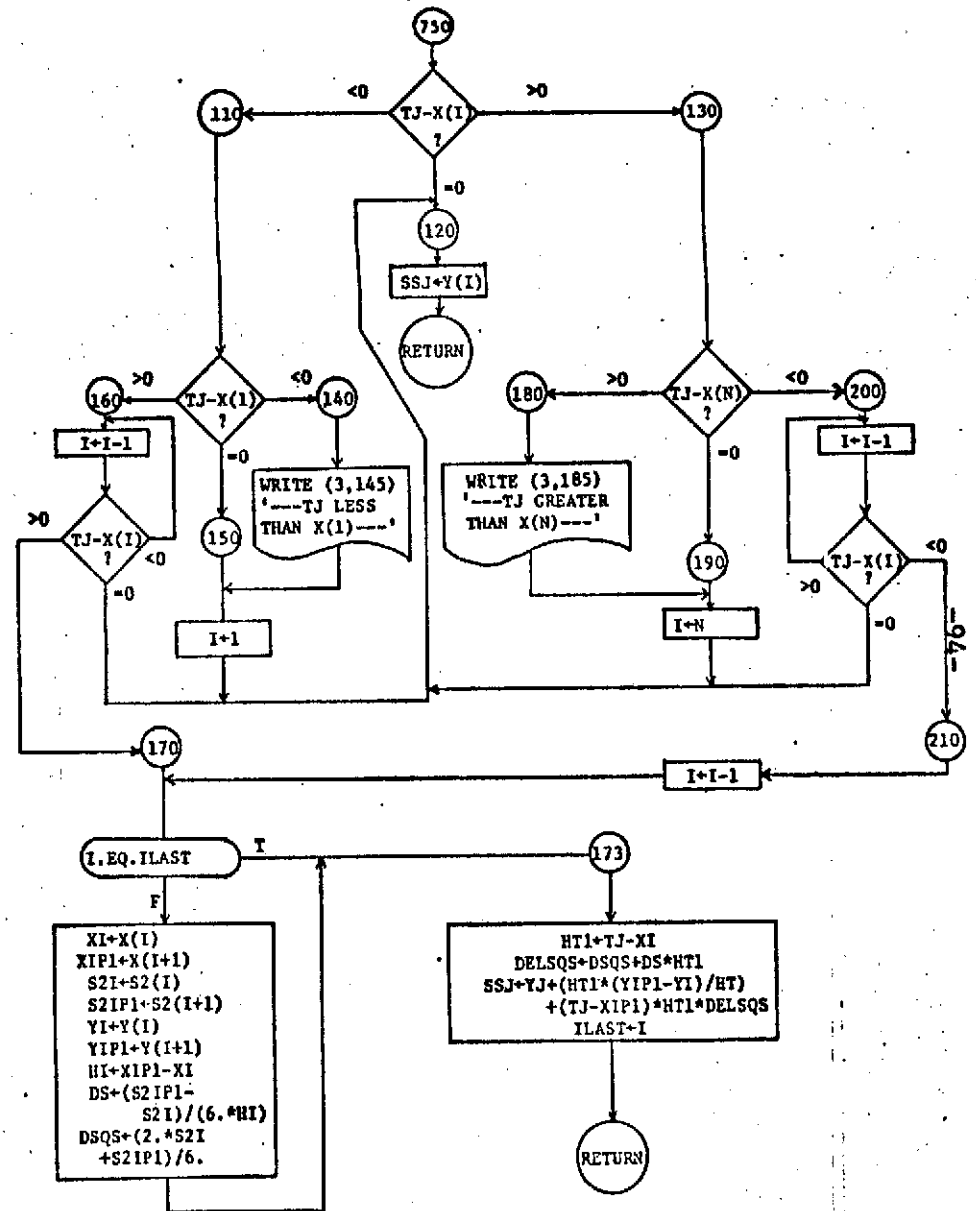 750
<0
TJ-X(I)
?
>0
=0
110
130
120
SSJ←Y(I)
RETURN
>0
TJ-X(1)
?
<0
=0
160
140
I←I-1
>0
TJ-X(I)
?
<0
=0
WRITE (3,145)
'---TJ LESS
THAN X(1)---'
150
I←1
>0
TJ-X(N)
?
<0
=0
180
200
WRITE (3,185)
'---TJ GREATER
THAN X(N)---'
190
I←N
I←I-1
TJ-X(I)
?
<0
>0
=0
-76-
170
210
I←I-1
I.EQ.ILAST
T
F
173
XI←X(I)
XIP1←X(I+1)
S2I←S2(I)
S2IP1←S2(I+1)
YI←Y(I)
YIP1←Y(I+1)
HI←XIP1-XI
DS←(S2IP1-
S2I)/(6.*HI)
DSQS←(2.*S2I
+S2IP1)/6.
HT1←TJ-XI
DELSQS←DSQS+DS*HT1
SSJ←YJ+(HT1*(YIP1-YI)/HT)
+(TJ-XIP1)*HT1*DELSQS
ILAST←I
RETURN